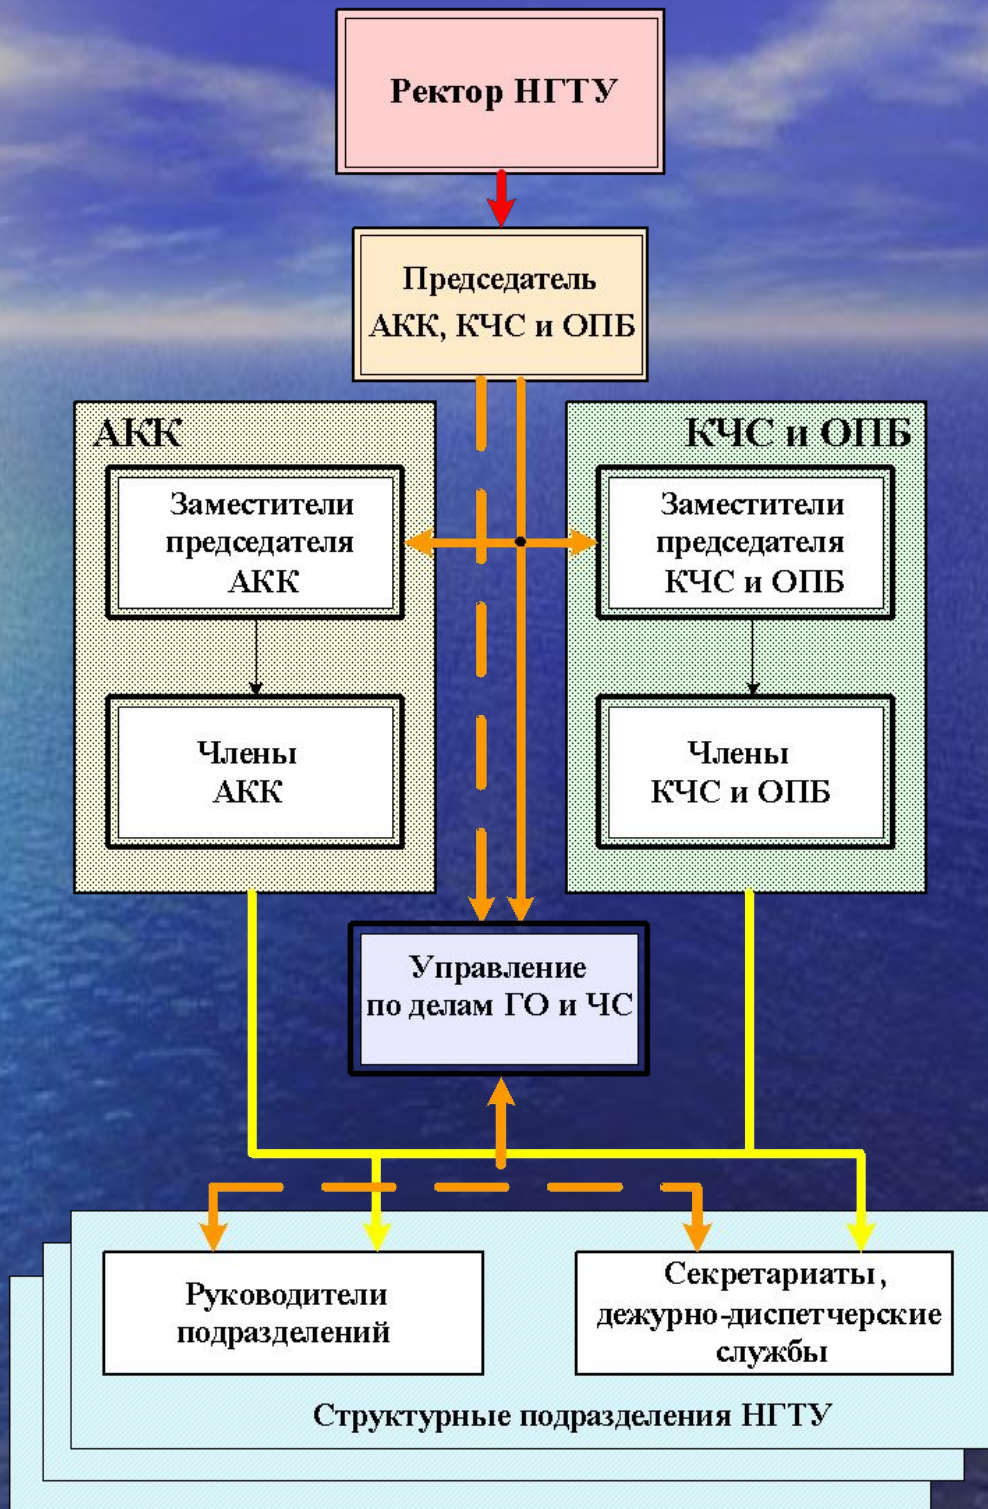 Ректор НГТУ
Председатель
АКК, КЧС и ОПБ
АКК
Заместители
председателя
АКК
Члены
АКК
КЧС и ОПБ
Заместители
председателя
КЧС и ОПБ
Члены
КЧС и ОПБ
Управление
по делам ГО и ЧС
Руководители
подразделений
Секретариаты,
дежурно-диспетчерские
службы
Структурные подразделения НГТУ